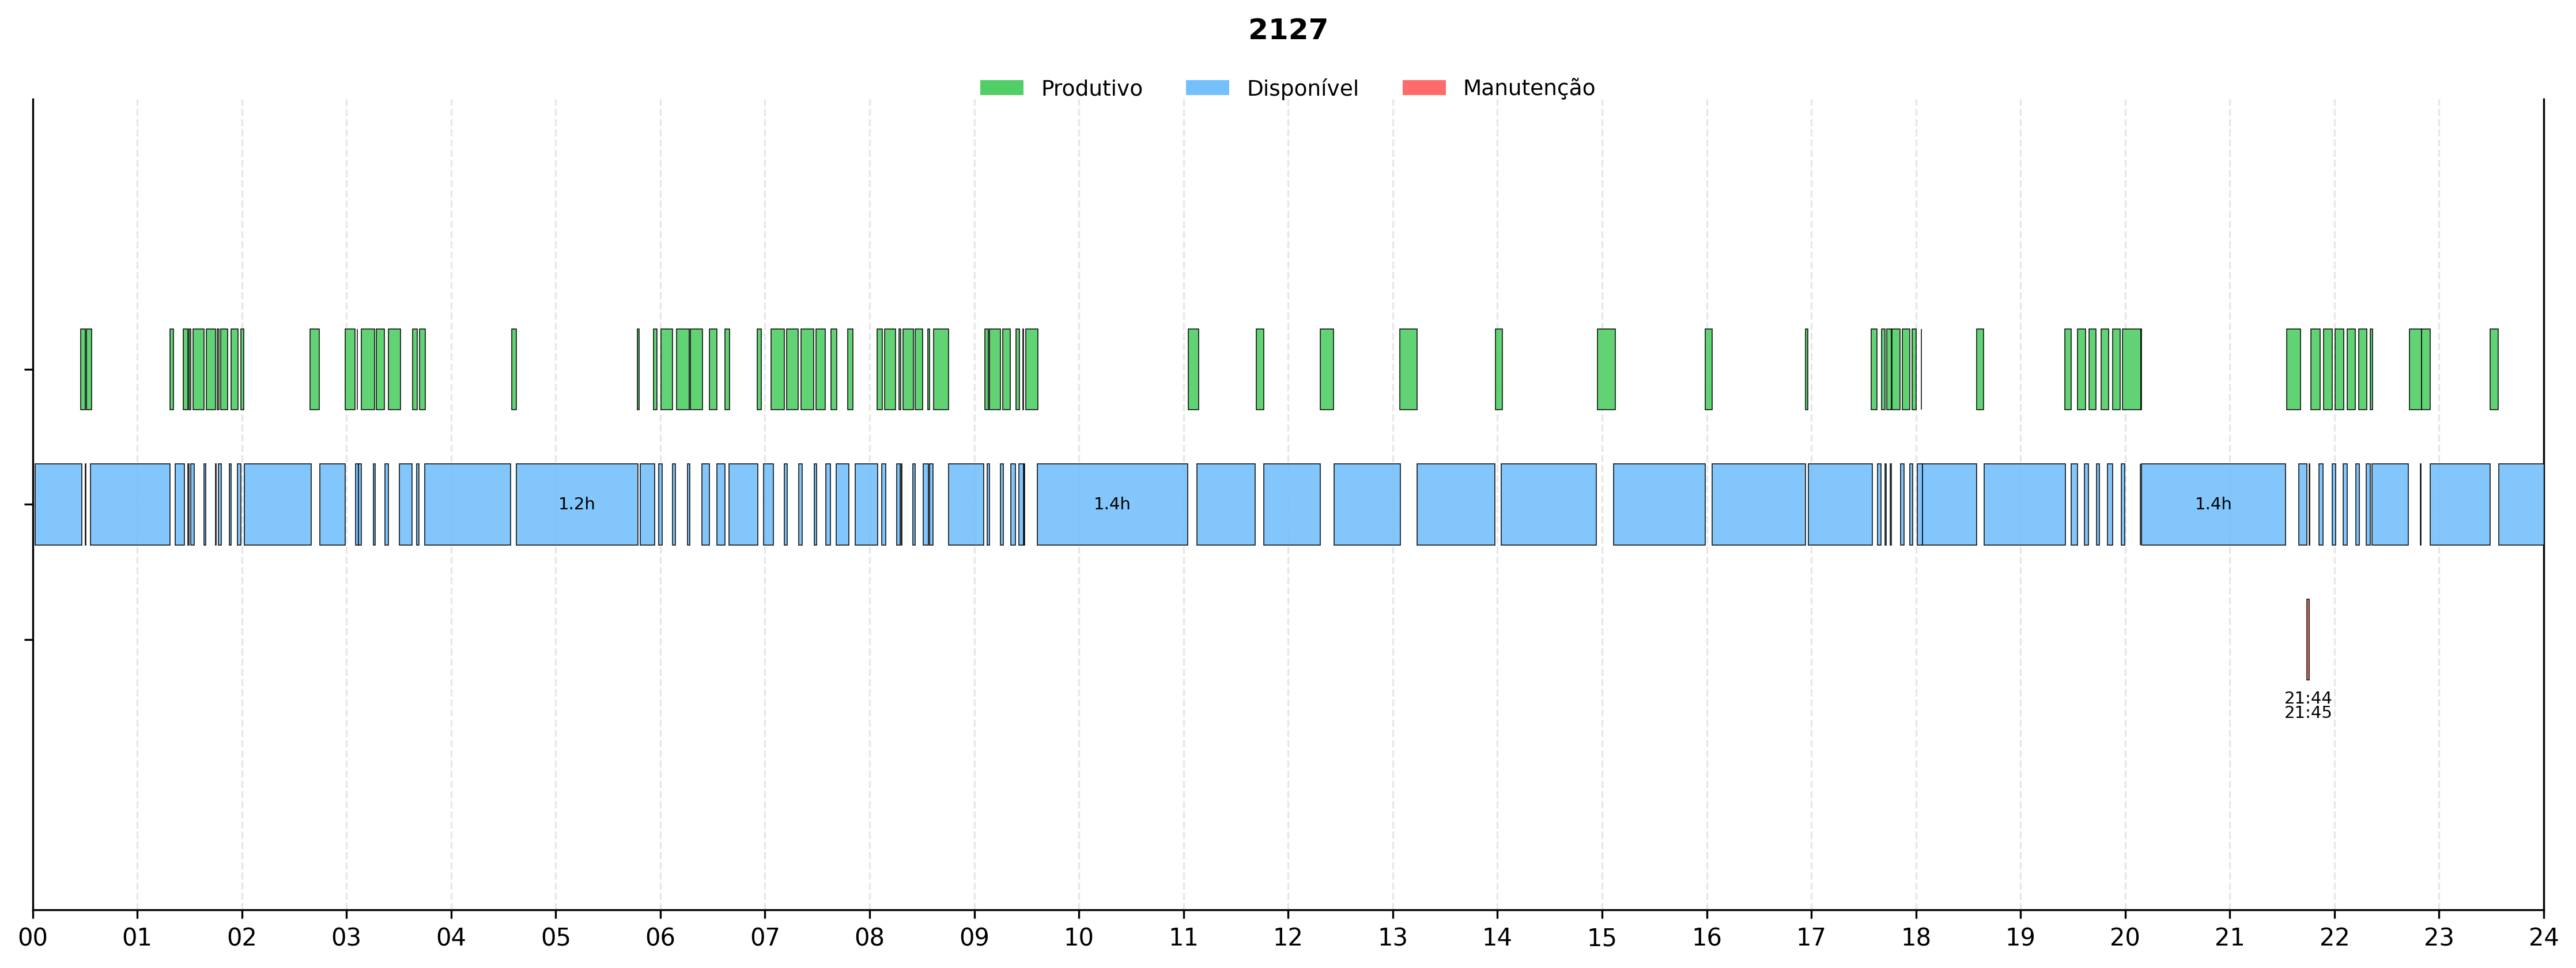 2127
Produtivo Disponível Manutenção
1.2h 1.4h 1.4h
21:44
21:45
00 01 02 03 04 05 06 07 08 09 10 11 12 13 14 15 16 17 18 19 20 21 22 23 24